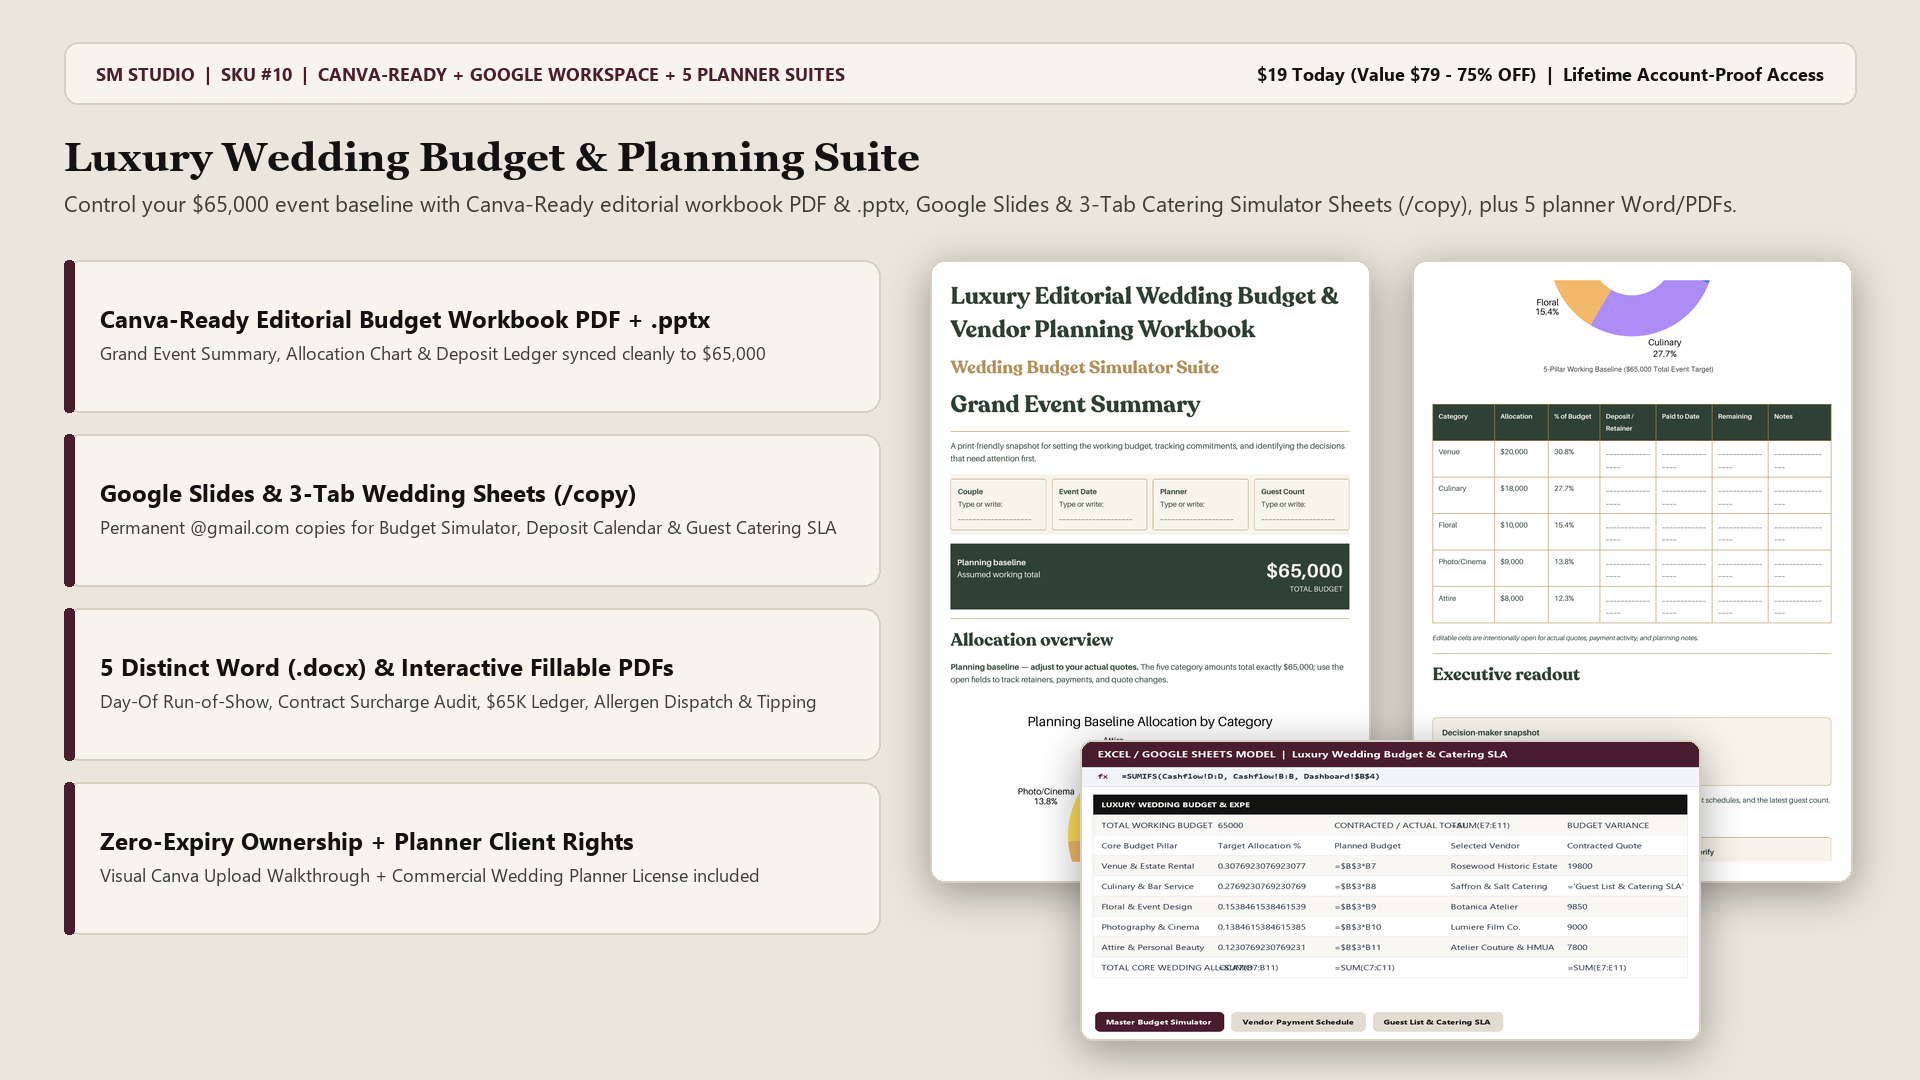 SM STUDIO | SKU #10 | CANVA-READY + GOOGLE WORKSPACE + 5 PLANNER SUITES
$19 Today (Value $79 - 75% OFF) | Lifetime Account-Proof Access
Luxury Wedding Budget & Planning Suite
Control your $65,000 event baseline with Canva-Ready editorial workbook PDF & .pptx, Google Slides & 3-Tab Catering Simulator Sheets (/copy), plus 5 planner Word/PDFs.
Canva-Ready Editorial Budget Workbook PDF + .pptx
Grand Event Summary, Allocation Chart & Deposit Ledger synced cleanly to $65,000
Google Slides & 3-Tab Wedding Sheets (/copy)
Permanent @gmail.com copies for Budget Simulator, Deposit Calendar & Guest Catering SLA
5 Distinct Word (.docx) & Interactive Fillable PDFs
Day-Of Run-of-Show, Contract Surcharge Audit, $65K Ledger, Allergen Dispatch & Tipping
Zero-Expiry Ownership + Planner Client Rights
Visual Canva Upload Walkthrough + Commercial Wedding Planner License included
Luxury Editorial Wedding Budget &
Vendor Planning Workbook
Wedding Budget Simulator Suite
Grand Event Summary
A print-friendly snapshot for setting the working budget, tracking commitments, and identifying the decisions
that need attention first.
Couple Event Date Planner Guest Count
Type or write: Type or write: Type or write: Type or write:
____________________ ____________________ ____________________ ____________________
Planning baseline
Assumed working total
$65,000
TOTAL BUDGET
Allocation overview
Planning baseline — adjust to your actual quotes. The five category amounts total exactly $65,000; use the
open fields to track retainers, payments, and quote changes.
Planning Baseline Allocation by Category
Photo/Cinema
13.8%
Floral
15.4%
Culinary
27.7%
5-Pillar Working Baseline ($65,000 Total Event Target)
Category Allocation % of Budget Deposit / Retainer Paid to Date Remaining Notes
Venue $20,000 30.8%
Culinary $18,000 27.7%
Floral $10,000 15.4%
Photo/Cinema $9,000 13.8%
Attire $8,000 12.3%
Editable cells are intentionally open for actual quotes, payment activity, and planning notes.
Executive readout
Decision-maker snapshot
schedules, and the latest guest count.
EXCEL / GOOGLE SHEETS MODEL | Luxury Wedding Budget & Catering SLA
fx =SUMIFS(Cashflow!D:D, Cashflow!B:B, Dashboard!$B$4)
LUXURY WEDDING BUDGET & EXPE
TOTAL WORKING BUDGET 65000 CONTRACTED / ACTUAL TOTAL =SUM(E7:E11) BUDGET VARIANCE
Core Budget Pillar Target Allocation % Planned Budget Selected Vendor Contracted Quote
Venue & Estate Rental 0.3076923076923077 =$B$3*B7 Rosewood Historic Estate 19800
Culinary & Bar Service 0.2769230769230769 =$B$3*B8 Saffron & Salt Catering ='Guest List & Catering SLA'
Floral & Event Design 0.1538461538461539 =$B$3*B9 Botanica Atelier 9850
Photography & Cinema 0.1384615384615385 =$B$3*B10 Lumiere Film Co. 9000
Attire & Personal Beauty 0.1230769230769231 =$B$3*B11 Atelier Couture & HMUA 7800
TOTAL CORE WEDDING =SUM(C7:C11) =SUM(E7:E11)
Master Budget Simulator Vendor Payment Schedule Guest List & Catering SLA